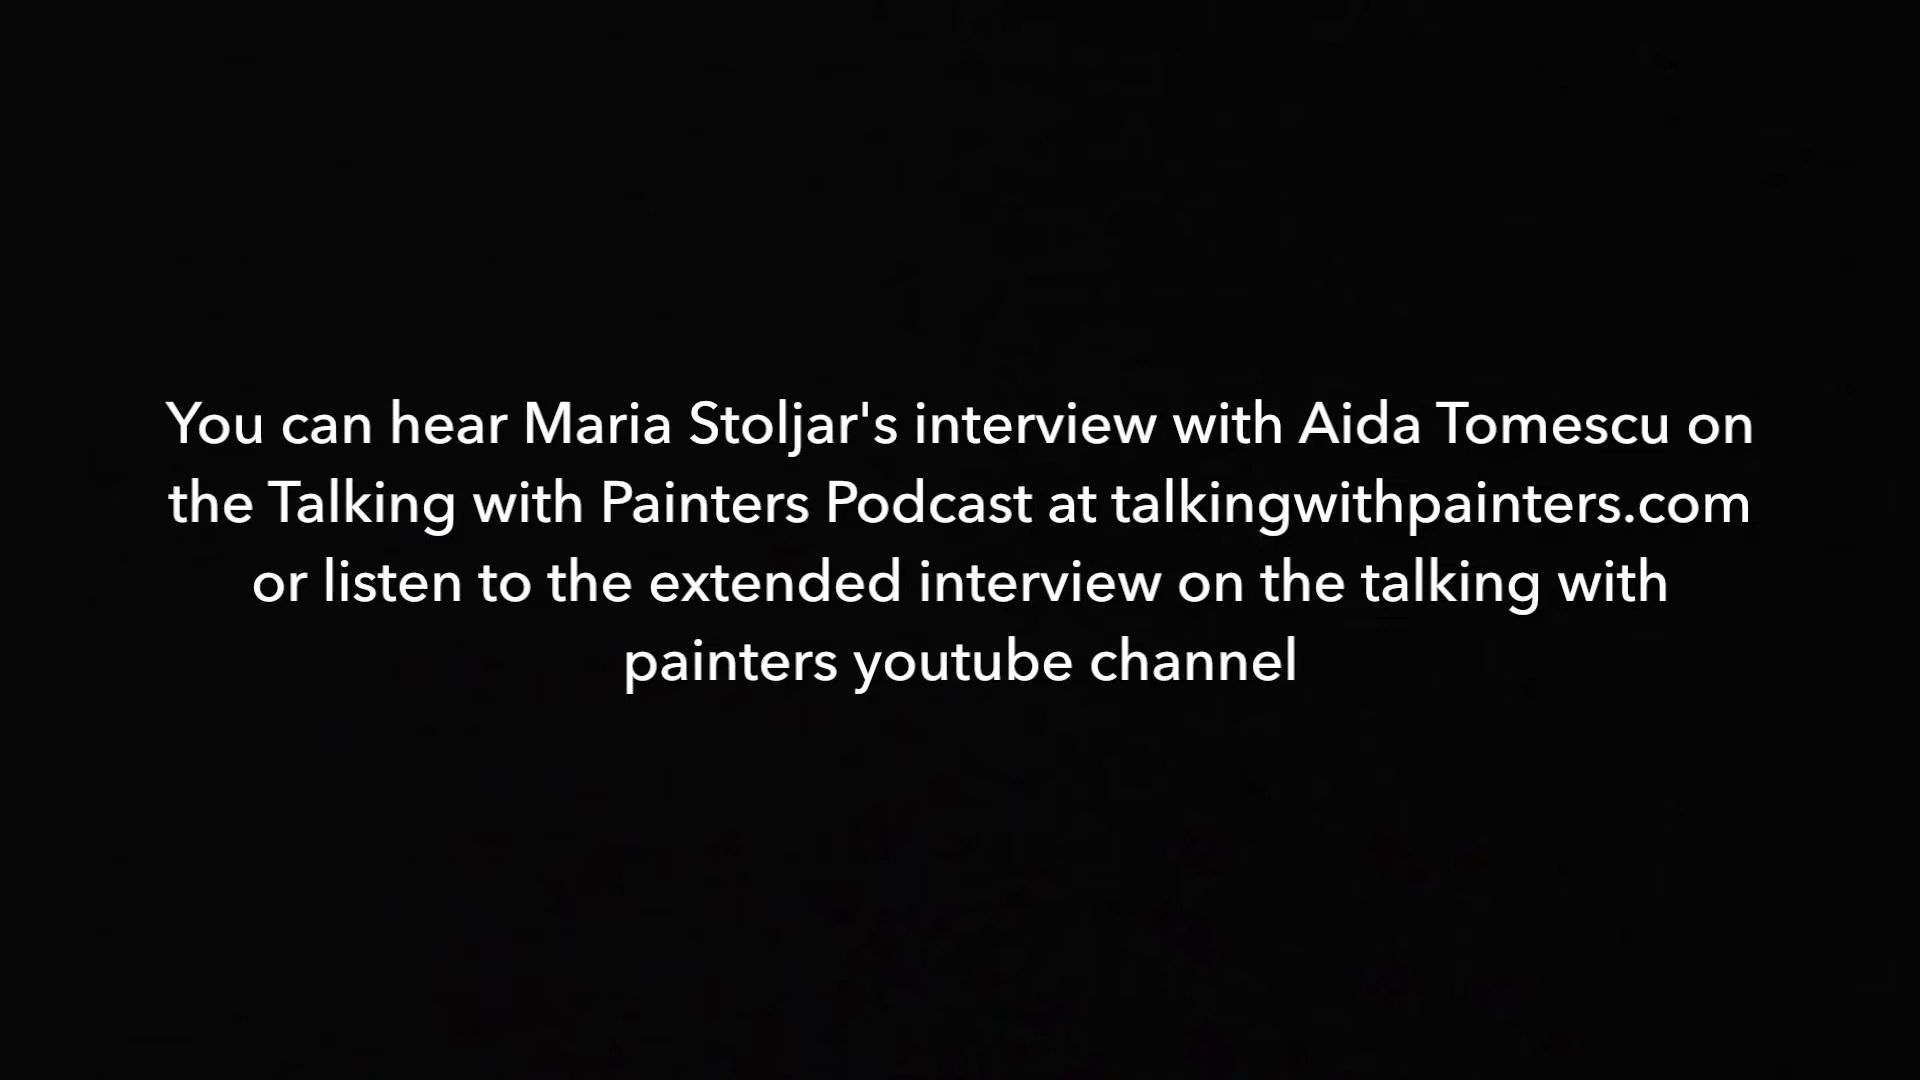 You can hear Maria Stoljar's interview with Aida Tomescu on
the Talking with Painters Podcast at talkingwithpainters.com
or listen to the extended interview on the talking with
painters youtube channel